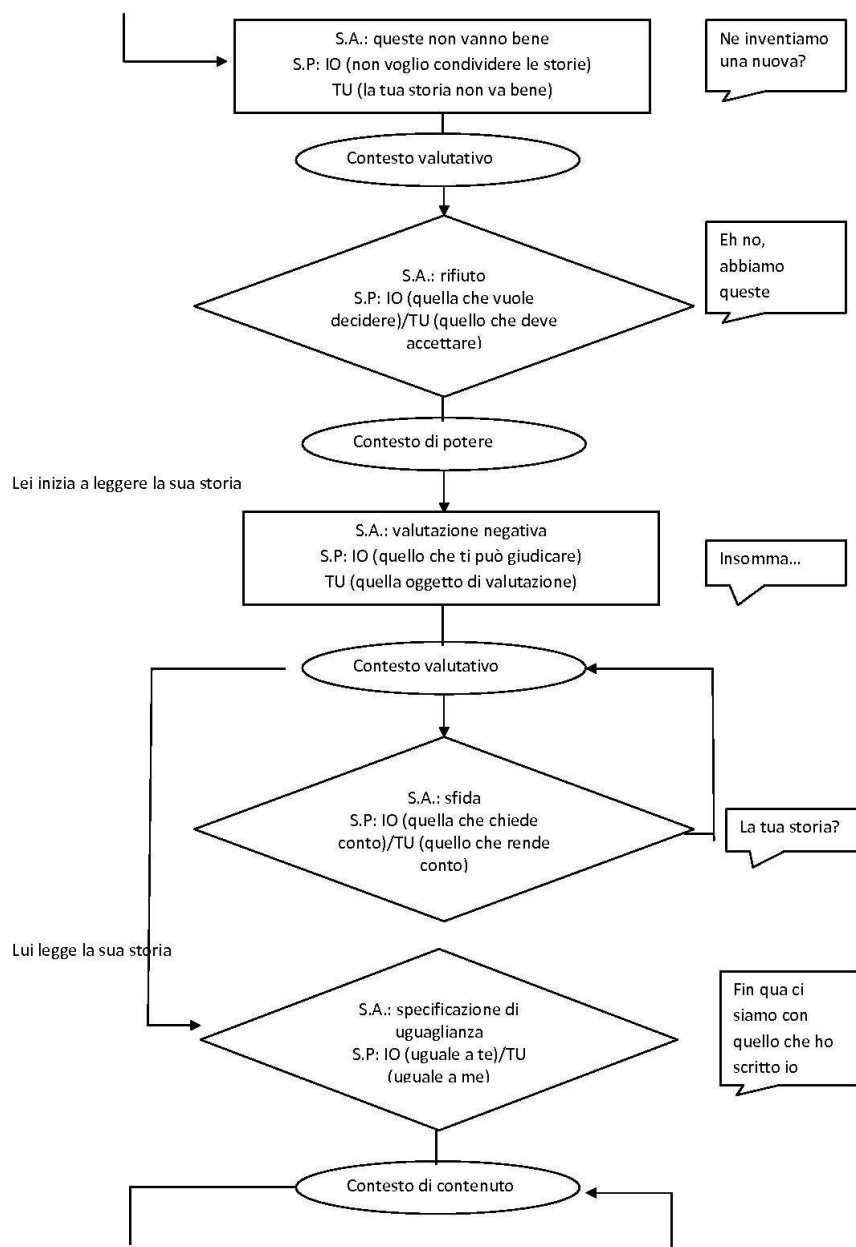 S.A.: queste non vanno bene
S.P: IO (non voglio condividere le storie)
TU (la tua storia non va bene)
Ne inventiamo
una nuova?
Contesto valutativo
S.A.: rifiuto
S.P: IO (quella che vuole
decidere)/TU (quello che deve
accettare)
Eh no,
abbiamo
queste
Contesto di potere
Lei inizia a leggere la sua storia
S.A.: valutazione negativa
S.P: IO (quello che ti può giudicare)
TU (quella oggetto di valutazione)
Insomma...
Contesto valutativo
S.A.: sfida
S.P: IO (quella che chiede
conto)/TU (quello che rende
conto)
La tua storia?
Lui legge la sua storia
S.A.: specificazione di
uguaglianza
S.P: IO (uguale a te)/TU
(uguale a me)
Fin qua ci
siamo con
quello che ho
scritto io
Contesto di contenuto